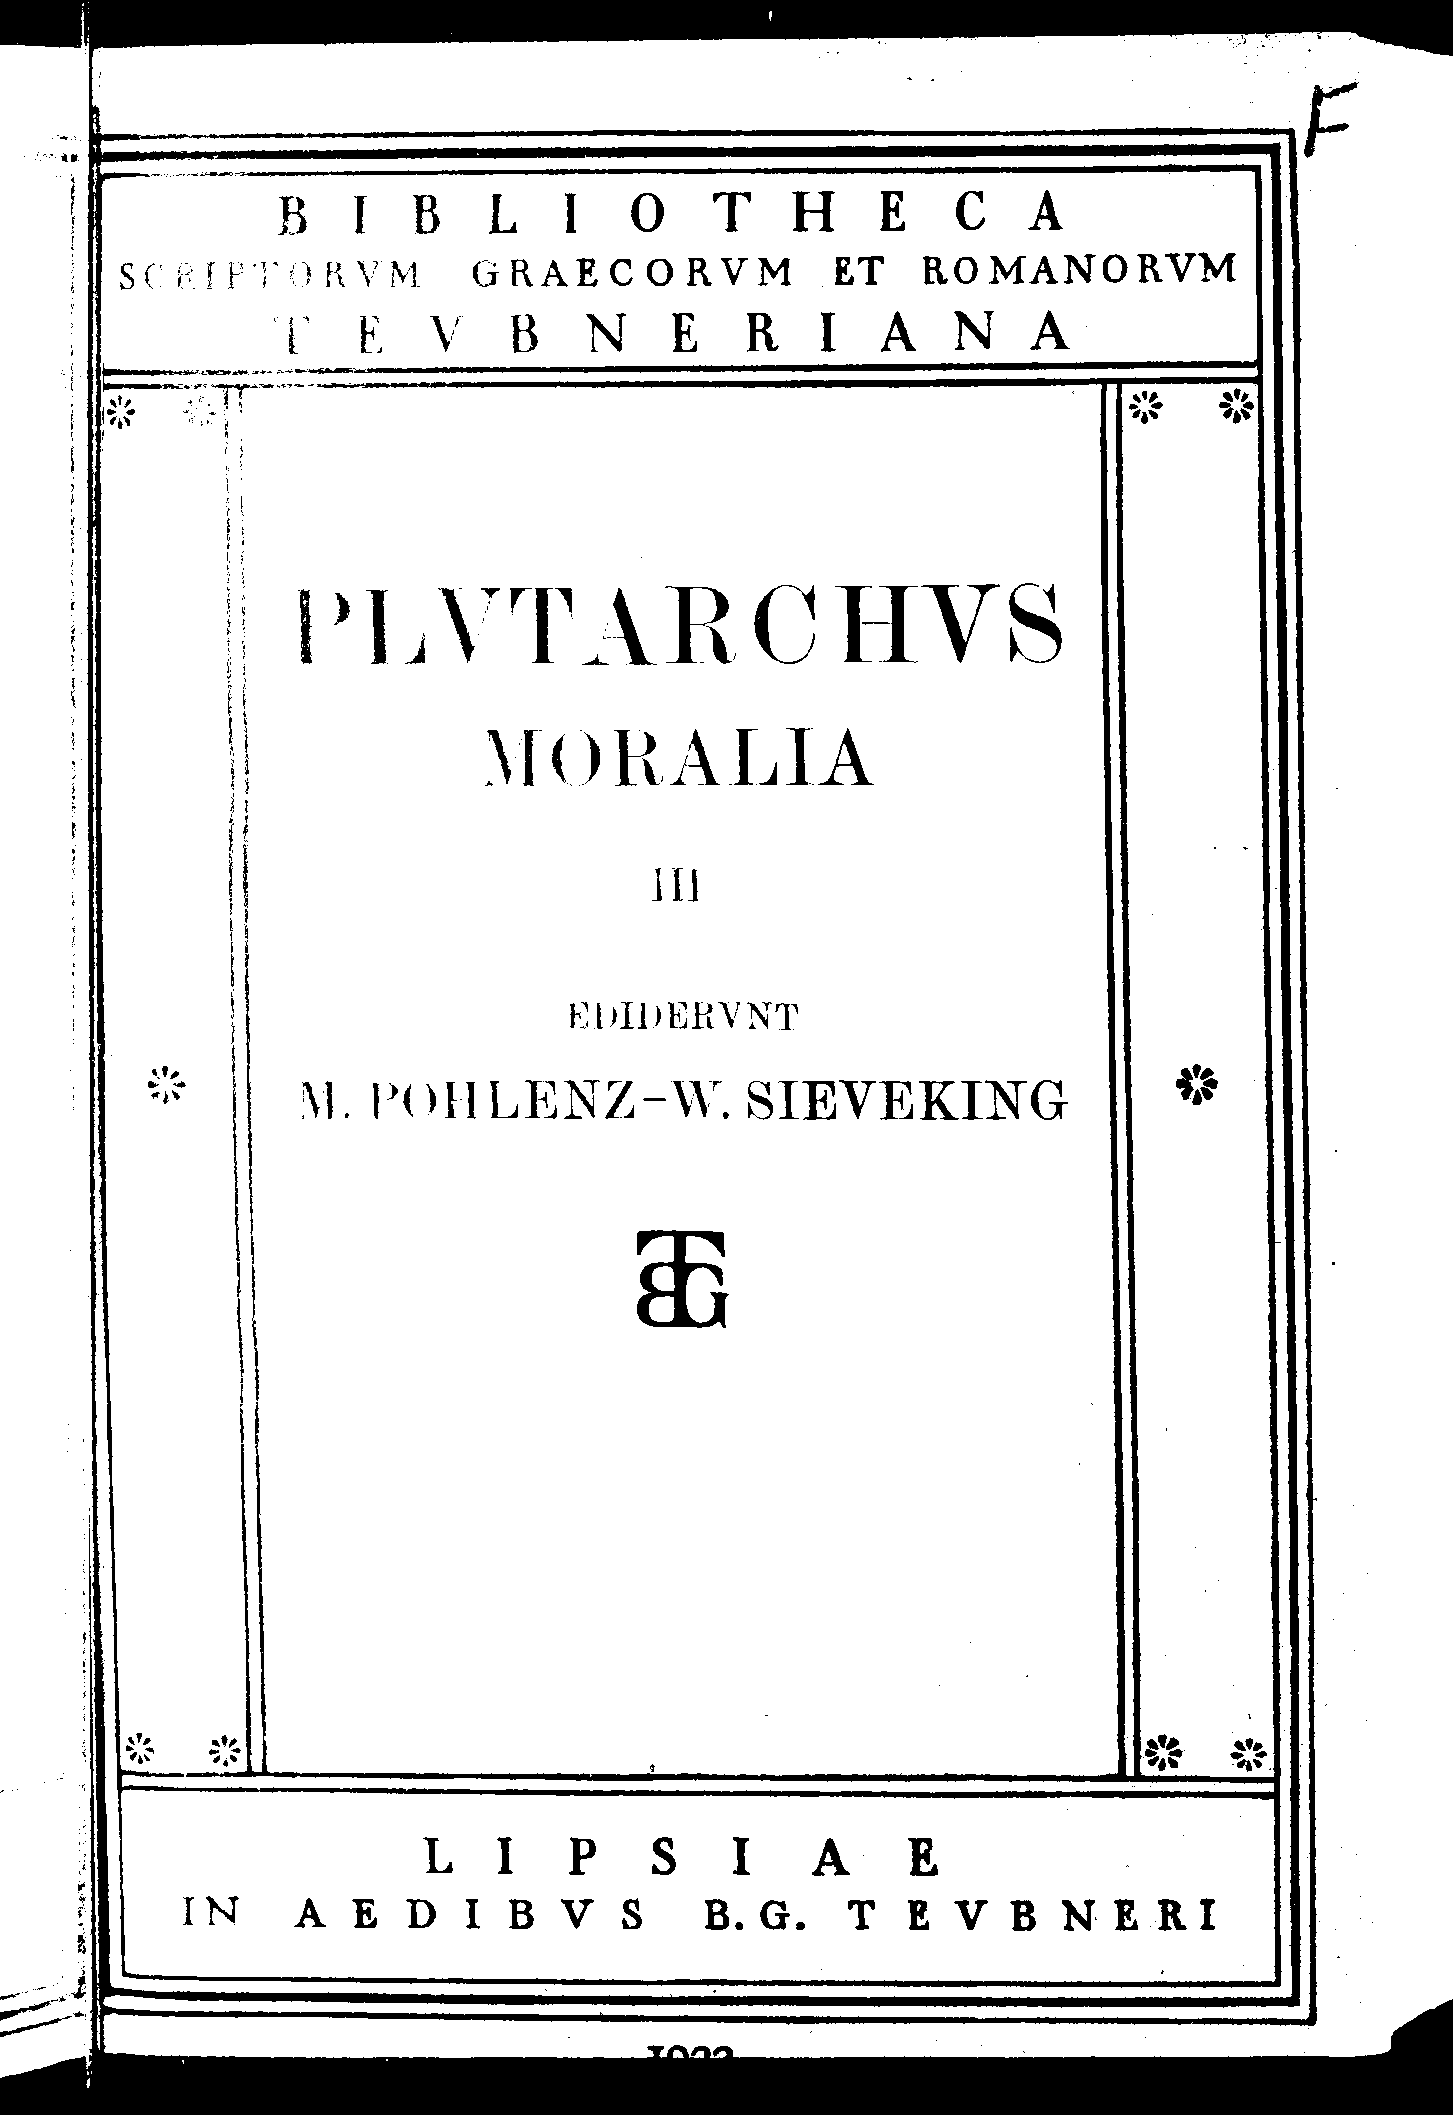 BIBLIOTHECA
SCRIPTORVM GRAECORVM ET ROMANORVM
TEVBNERIANA
PLVTARCHVS
MORALIA
III
EDIDERVNT
M. POHLENZ-W. SIEVEKING
LIPSIAE
IN AEDIBVS B.G. TEVBNERI